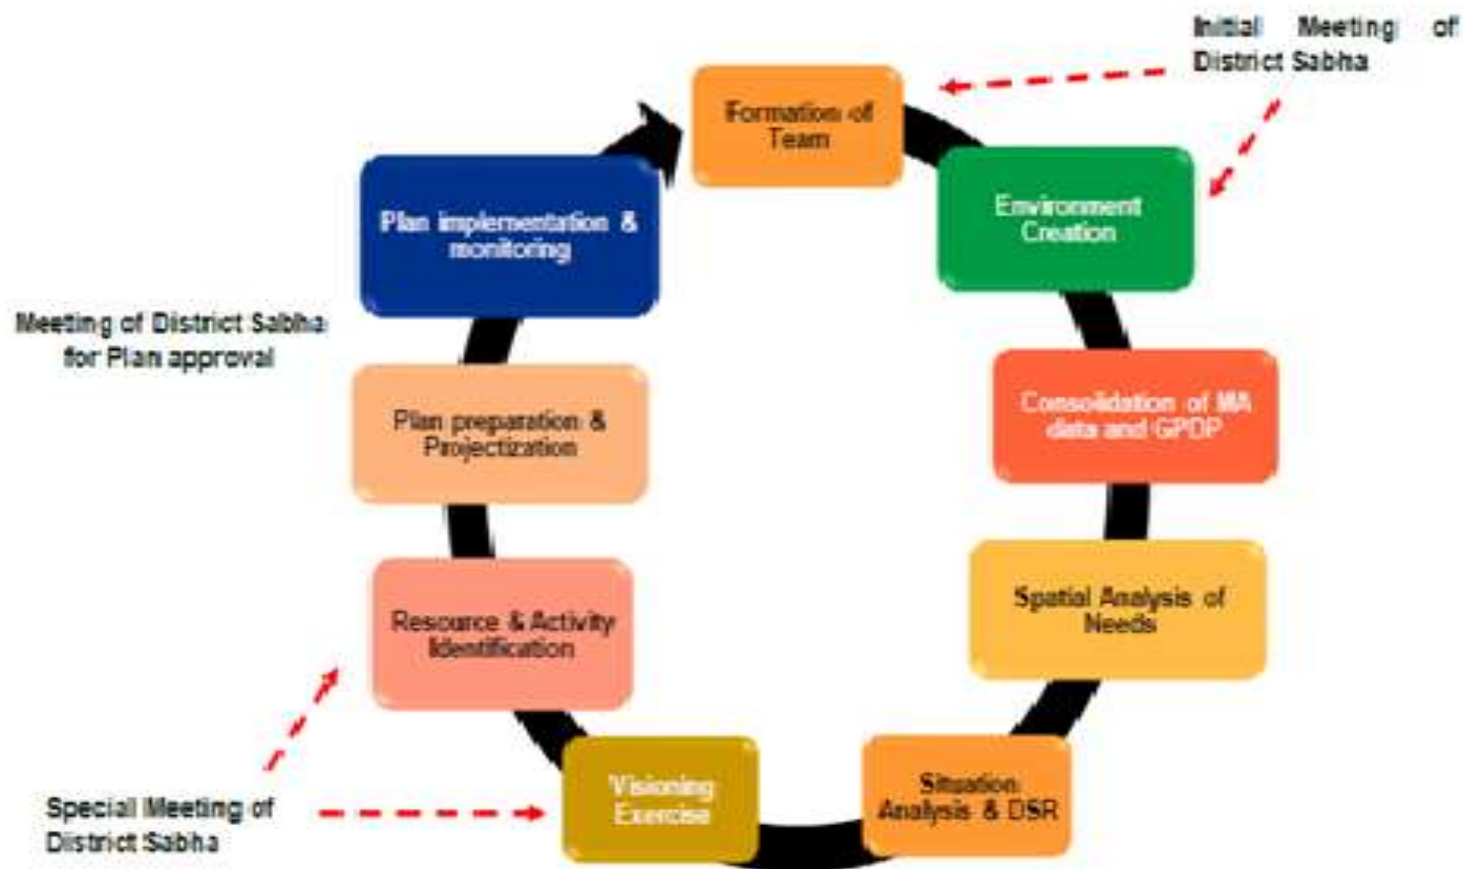 Initial Meeting of
District Sabha
Formation of
Team
Environment
Creation
Plan implementation &
monitoring
Meeting of District Sabha
for Plan approval
Consolidation of MA
data and GPDP
Plan preparation &
Projectization
Spatial Analysis of
Needs
Resource & Activity
Identification
Situation
Analysis & DSR
Visioning
Exercise
Special Meeting of
District Sabha